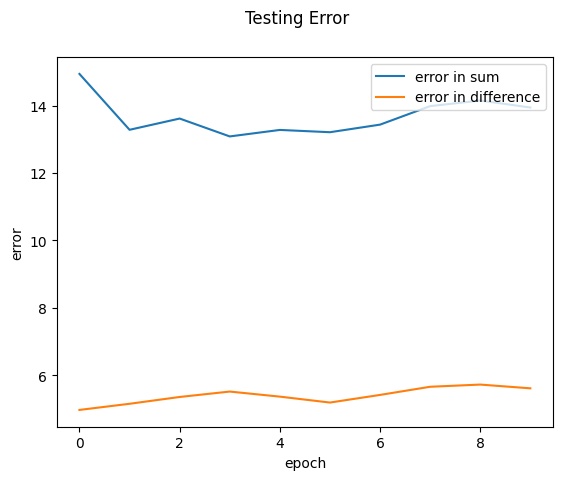 Testing Error
error in sum
error in difference
14
12
10
8
6
error
0 2 4 6 8
epoch